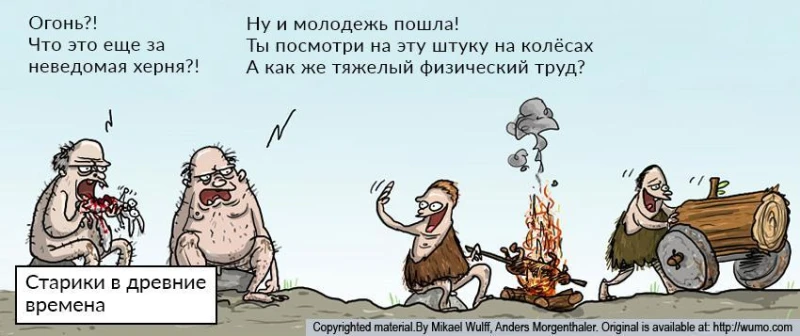 Огонь?!
Что это еще за
неведомая херня?!
Ну и молодежь пошла!
Ты посмотри на эту штуку на колёсах
А как же тяжелый физический труд?
Старики в древние
времена
Copyrighted material.By Mikael Wulff, Anders Morgenthaler. Original is available at: http://wumo.com/